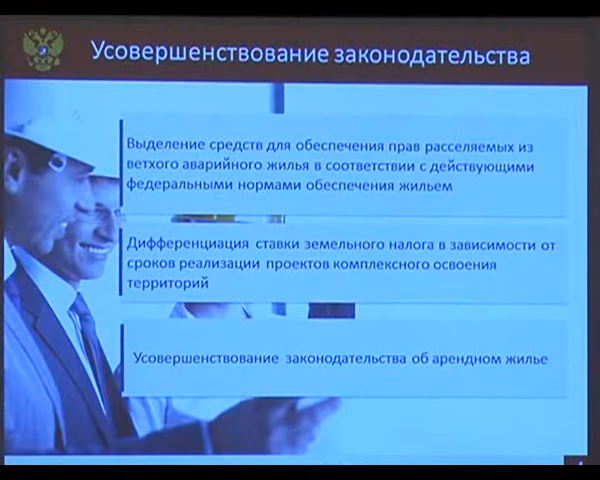 Усовершенствование законодательства
Выделение средств для обеспечения прав расселяемых из
ветхого аварийного жилья в соответствии с действующими
федеральными нормами обеспечения жильем
Дифференциация ставки земельного налога в зависимости от
сроков реализации проектов комплексного освоения
территорий
Усовершенствование законодательства об арендном жилье